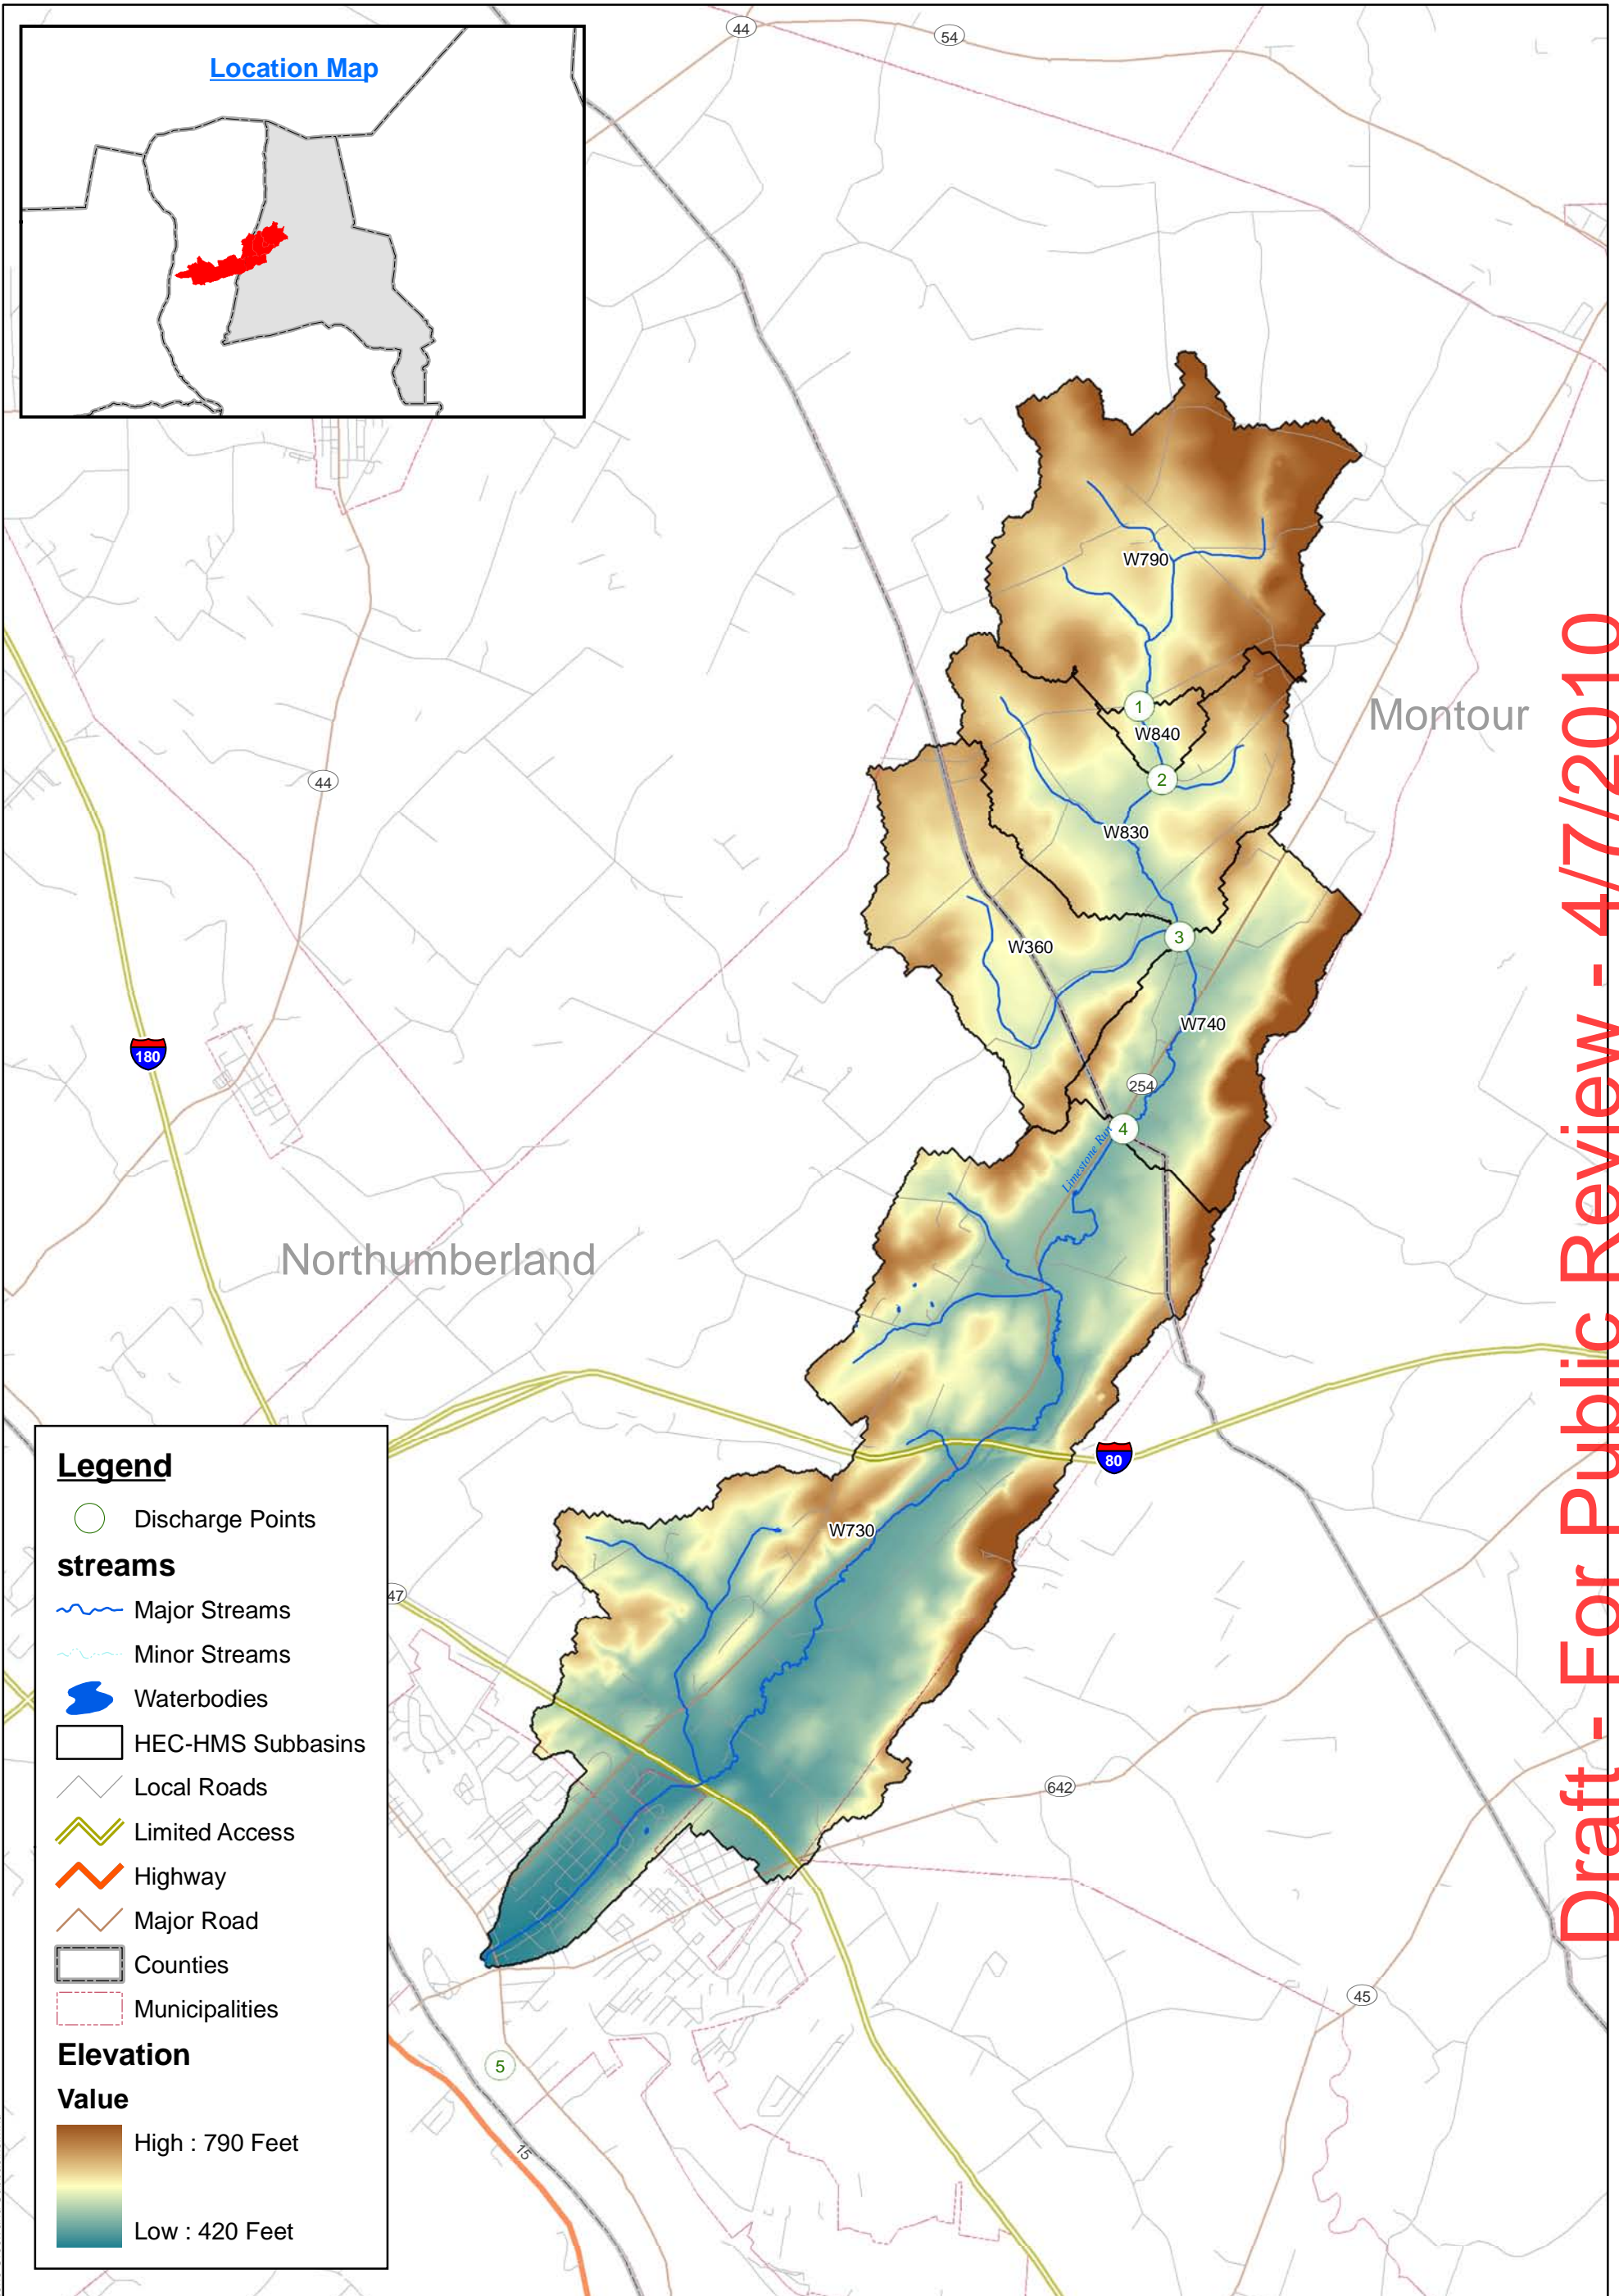 Location Map
44
54
W790
1
W840
2
Montour
44
W830
3
W360
W740
180
254
4
Limestone Run
Northumberland
80
W730
47
642
45
5
15
Legend
Discharge Points
streams
Major Streams
Minor Streams
Waterbodies
HEC-HMS Subbasins
Local Roads
Limited Access
Highway
Major Road
Counties
Municipalities
Elevation
Value
High : 790 Feet
Low : 420 Feet
Draft - For Public Review - 4/7/2010